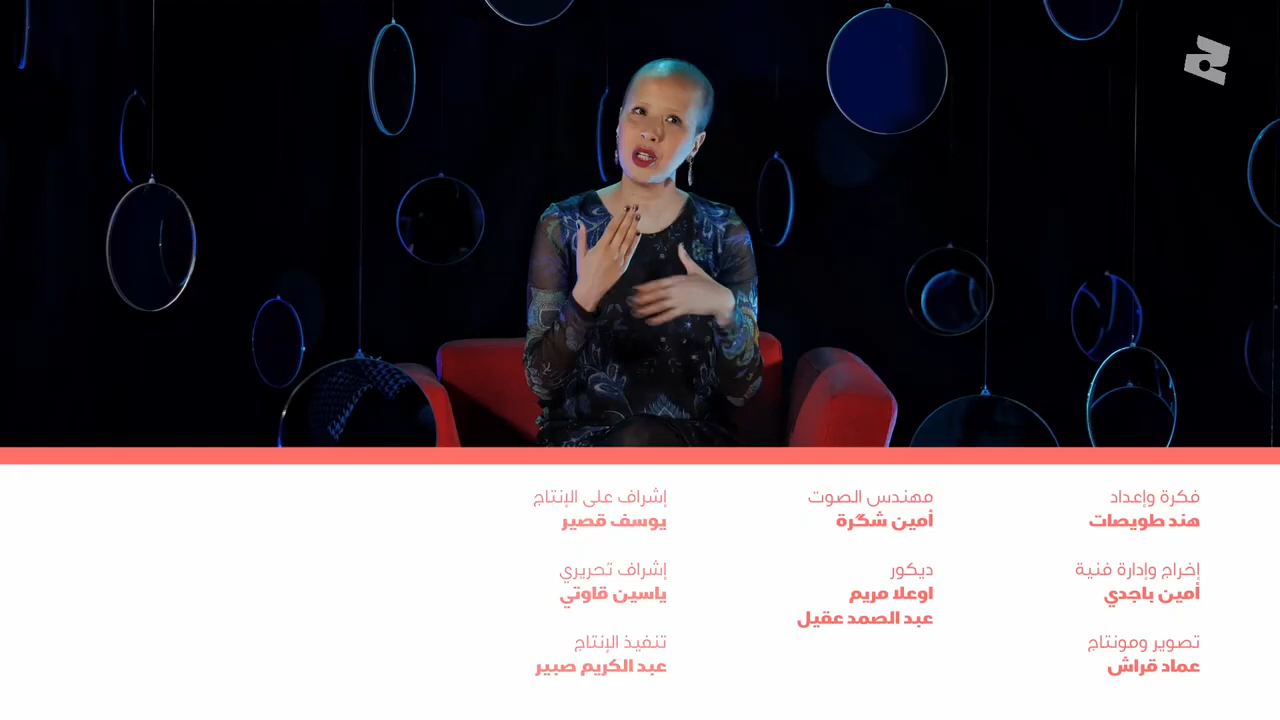 فكرة وإعداد
هند طويصات
إخراج وإدارة فنية
أمين باجدي
تصوير ومونتاج
عماد قراش
مهندس الصوت
أمين شگرة
ديكور
اوعلا مريم
عبد الصمد عقيل
إشراف على الإنتاج
يوسف قصير
إشراف تحريري
ياسين قاوتي
تنفيذ الإنتاج
عبد الكريم صبير